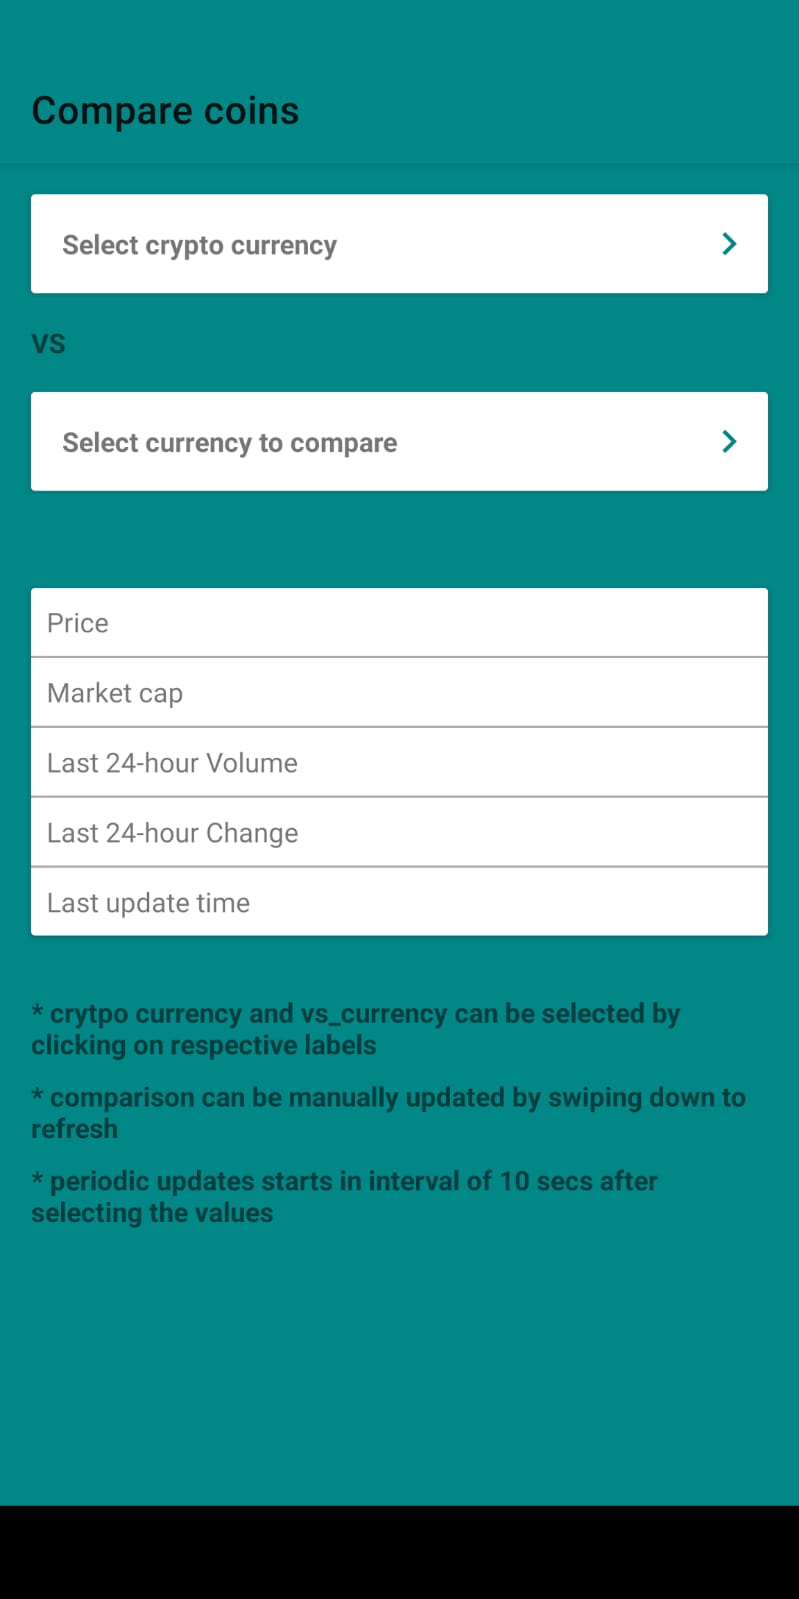 Compare coins
Select crypto currency
VS
Select currency to compare
Price
Market cap
Last 24-hour Volume
Last 24-hour Change
Last update time
* crytpo currency and vs_currency can be selected by
clicking on respective labels
* comparison can be manually updated by swiping down to
refresh
* periodic updates starts in interval of 10 secs after
selecting the values